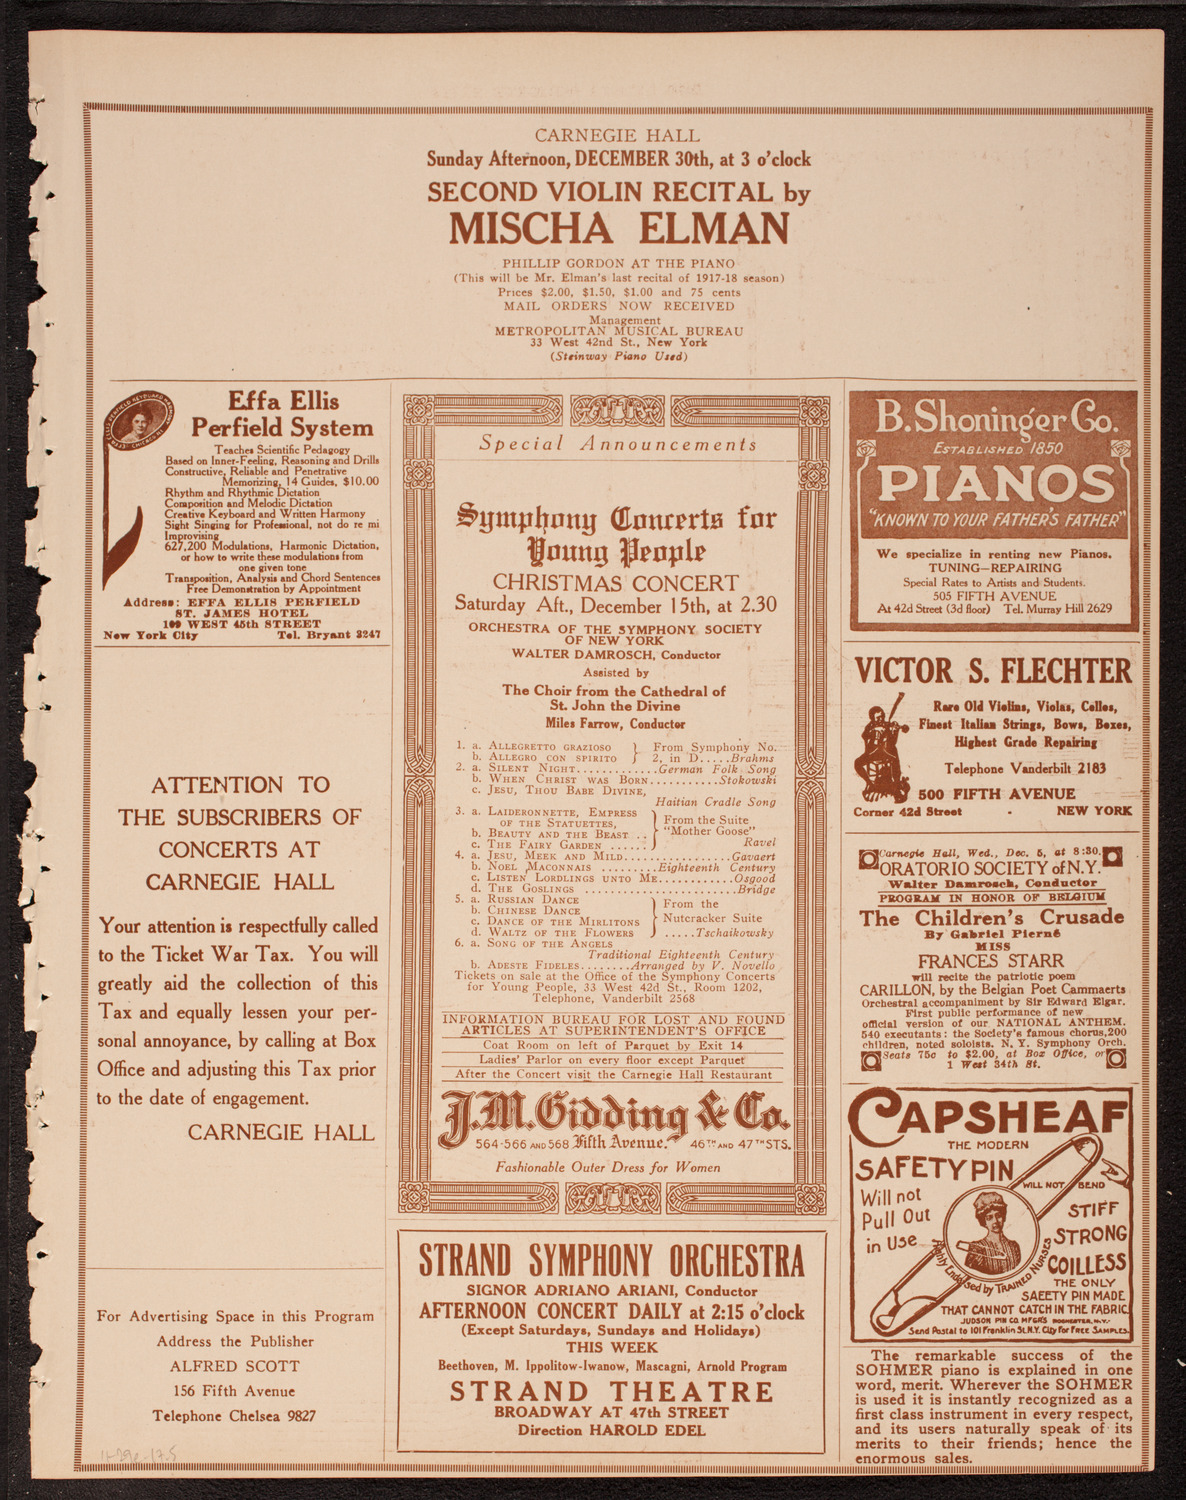 CARNEGIE HALL
Sunday Afternoon, DECEMBER 30th, at 3 o'clock
SECOND VIOLIN RECITAL by
MISCHA ELMAN
PHILLIP GORDON AT THE PIANO
(This will be Mr. Elman's last recital of 1917-18 season)
Prices $2.00, $1.50, $1.00 and 75 cents
MAIL ORDERS NOW RECEIVED
Management
METROPOLITAN MUSICAL BUREAU
33 West 42nd St., New York
(Steinway Piano Used)
Effa Ellis
Perfield System
Teaches Scientific Pedagogy
Based on Inner-Feeling, Reasoning and Drills
Constructive, Reliable and Penetrative
Memorizing, 14 Guides, $10.00
Rhythm and Rhythmic Dictation
Composition and Melodic Dictation
Creative Keyboard and Written Harmony
Sight Singing for Professional, not do re mi
Improvising
627,200 Modulations, Harmonic Dictation,
or how to write these modulations from
one given tone
Transposition, Analysis and Chord Sentences
Free Demonstration by Appointment
Address: EFFA ELLIS PERFIELD
ST. JAMES HOTEL
109 WEST 45th STREET
New York City Tel. Bryant 3247
ATTENTION TO
THE SUBSCRIBERS OF
CONCERTS AT
CARNEGIE HALL
Your attention is respectfully called
to the Ticket War Tax. You will
greatly aid the collection of this
Tax and equally lessen your per-
sonal annoyance, by calling at Box
Office and adjusting this Tax prior
to the date of engagement.
CARNEGIE HALL
For Advertising Space in this Program
Address the Publisher
ALFRED SCOTT
156 Fifth Avenue
Telephone Chelsea 9827
Special Announcements
Symphony Concerts for
Young People
CHRISTMAS CONCERT
Saturday Aft., December 15th, at 2.30
ORCHESTRA OF THE SYMPHONY SOCIETY
OF NEW YORK
WALTER DAMROSCH, Conductor
Assisted by
The Choir from the Cathedral of
St. John the Divine
Miles Farrow, Conductor
1. a. ALLEGRETTO GRAZIOSO } From Symphony No.
b. ALLEGRO CON SPIRITO } 2, in D.....Brahms
2. a. SILENT NIGHT............German Folk Song
b. WHEN CHRIST WAS BORN...........Stokowski
c. JESU, THOU BABE DIVINE,
Haitian Cradle Song
3. a. LAIDERONNETTE, EMPRESS
OF THE STATUETTES, } From the Suite
b. BEAUTY AND THE BEAST .. } "Mother Goose"
c. THE FAIRY GARDEN ...... } Ravel
4. a. JESU, MEEK AND MILD................Gavaert
b. NOEL MACONNAIS .........Eighteenth Century
c. LISTEN LORDLINGS UNTO ME...........Osgood
d. THE GOSLINGS .......................Bridge
5. a. RUSSIAN DANCE } From the
b. CHINESE DANCE
c. DANCE OF THE MIRLITONS } Nutcracker Suite
d. WALTZ OF THE FLOWERS } .....Tschaikowsky
6. a. SONG OF THE ANGELS
Traditional Eighteenth Century
b. ADESTE FIDELES........Arranged by V. Novello
Tickets on sale at the Office of the Symphony Concerts
for Young People, 33 West 42d St., Room 1202,
Telephone, Vanderbilt 2568
INFORMATION BUREAU FOR LOST AND FOUND
ARTICLES AT SUPERINTENDENT'S OFFICE
Coat Room on left of Parquet by Exit 14
Ladies' Parlor on every floor except Parquet
After the Concert visit the Carnegie Hall Restaurant
J.M. Gidding & Co.
564-566 AND 568 Fifth Avenue. 46TH AND 47TH STS.
Fashionable Outer Dress for Women
STRAND SYMPHONY ORCHESTRA
SIGNOR ADRIANO ARIANI, Conductor
AFTERNOON CONCERT DAILY at 2:15 o'clock
(Except Saturdays, Sundays and Holidays)
THIS WEEK
Beethoven, M. Ippolitow-Iwanow, Mascagni, Arnold Program
STRAND THEATRE
BROADWAY AT 47th STREET
Direction HAROLD EDEL
B. Shoninger Co.
ESTABLISHED 1850
PIANOS
"KNOWN TO YOUR FATHER'S FATHER"
We specialize in renting new Pianos.
TUNING—REPAIRING
Special Rates to Artists and Students.
505 FIFTH AVENUE
At 42d Street (3d floor) Tel. Murray Hill 2629
VICTOR S. FLECHTER
Rare Old Violins, Violas, Cellos,
Finest Italian Strings, Bows, Boxes,
Highest Grade Repairing
Telephone Vanderbilt 2183
500 FIFTH AVENUE
Corner 42d Street - NEW YORK
Carnegie Hall, Wed., Dec. 5, at 8:30.
ORATORIO SOCIETY of N.Y.
Walter Damrosch, Conductor
PROGRAM IN HONOR OF BELGIUM
The Children's Crusade
By Gabriel Pierné
MISS
FRANCES STARR
will recite the patriotic poem
CARILLON, by the Belgian Poet Cammaerts
Orchestral accompaniment by Sir Edward Elgar.
First public performance of new
official version of our NATIONAL ANTHEM.
540 executants: the Society's famous chorus, 200
children, noted soloists. N. Y. Symphony Orch.
Seats 75c to $2.00, at Box Office, or
1 West 34th St.
CAPSHEAF
THE MODERN
SAFETY PIN
WILL NOT BEND
Will not
Pull Out
in Use
STIFF
STRONG
COILLESS
Highly Endorsed by TRAINED NURSES
THE ONLY
SAFETY PIN MADE
THAT CANNOT CATCH IN THE FABRIC
JUDSON PIN CO. MFGRS ROCHESTER, N.Y.
Send Postal to 101 Franklin St. N.Y. City for FREE SAMPLES
The remarkable success of the
SOHMER piano is explained in one
word, merit. Wherever the SOHMER
is used it is instantly recognized as a
first class instrument in every respect,
and its users naturally speak of its
merits to their friends; hence the
enormous sales.